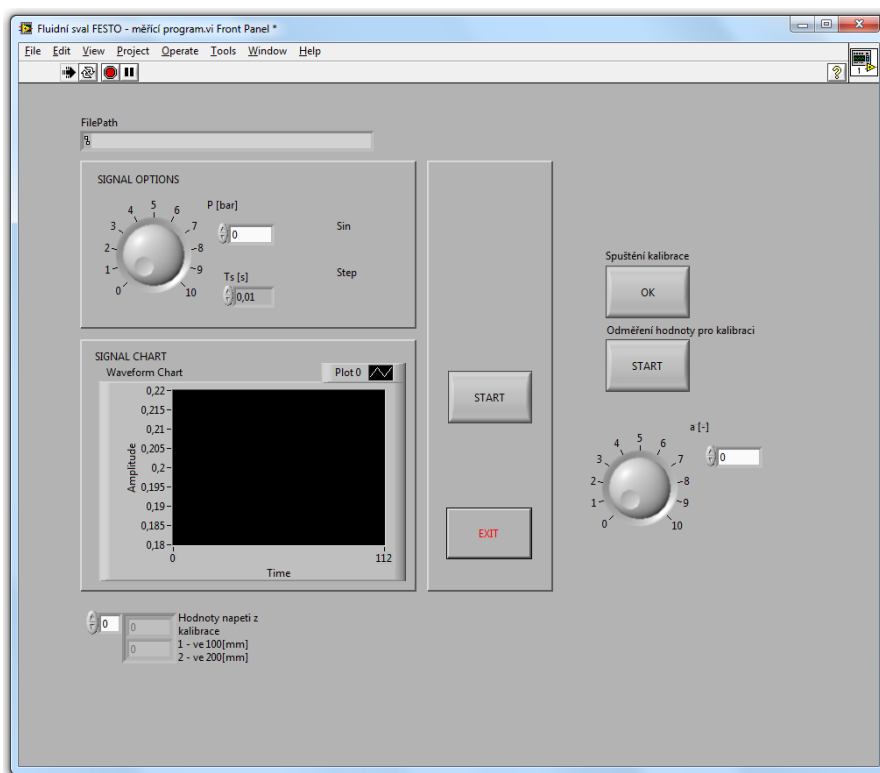 Fluidní sval FESTO - měřící program.vi Front Panel *
File Edit View Project Operate Tools Window Help
1
FilePath
SIGNAL OPTIONS
P [bar]
0 1 2 3 4 5 6 7 8 9 10
0
Sin
Ts [s]
0,01
Step
SIGNAL CHART
Waveform Chart
Plot 0
0,22
0,215
0,21
0,205
0,2
0,195
0,19
0,185
0,18
Amplitude
0 112
Time
START
EXIT
Spuštění kalibrace
OK
Odměření hodnoty pro kalibraci
START
a [-]
0 1 2 3 4 5 6 7 8 9 10
0
0
0
0
Hodnoty napeti z
kalibrace
1 - ve 100[mm]
2 - ve 200[mm]